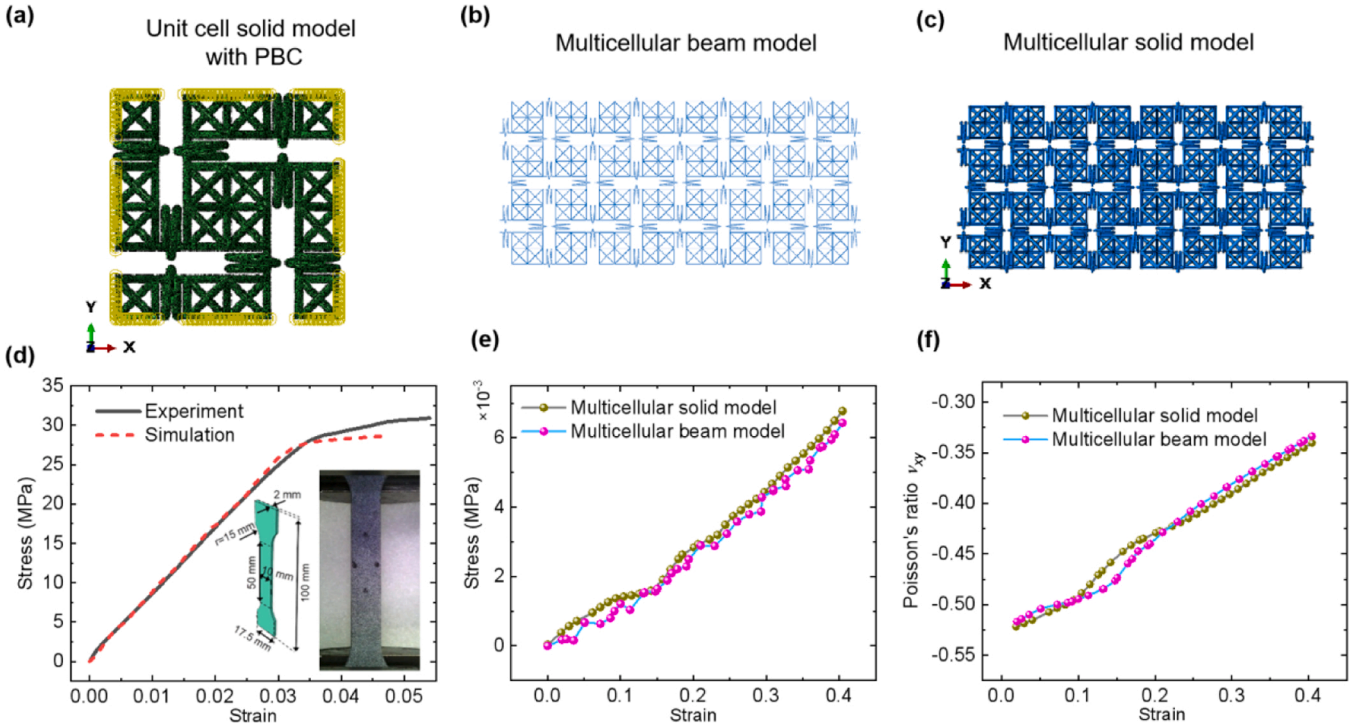 (a)
Unit cell solid model
with PBC
(b)
Multicellular beam model
(c)
Multicellular solid model
Y
Z
X
Y
Z
X
(d)
35
30
25
20
15
10
5
0
Stress (MPa)
Experiment
Simulation
2 mm
r=15 mm
50 mm
10 mm
100 mm
17.5 mm
0.00 0.01 0.02 0.03 0.04 0.05
Strain
(e)
×10⁻³
6
4
2
0
Stress (MPa)
Multicellular solid model
Multicellular beam model
0.0 0.1 0.2 0.3 0.4
Strain
(f)
-0.30
-0.35
-0.40
-0.45
-0.50
-0.55
Poisson's ratio νxy
Multicellular solid model
Multicellular beam model
0.0 0.1 0.2 0.3 0.4
Strain